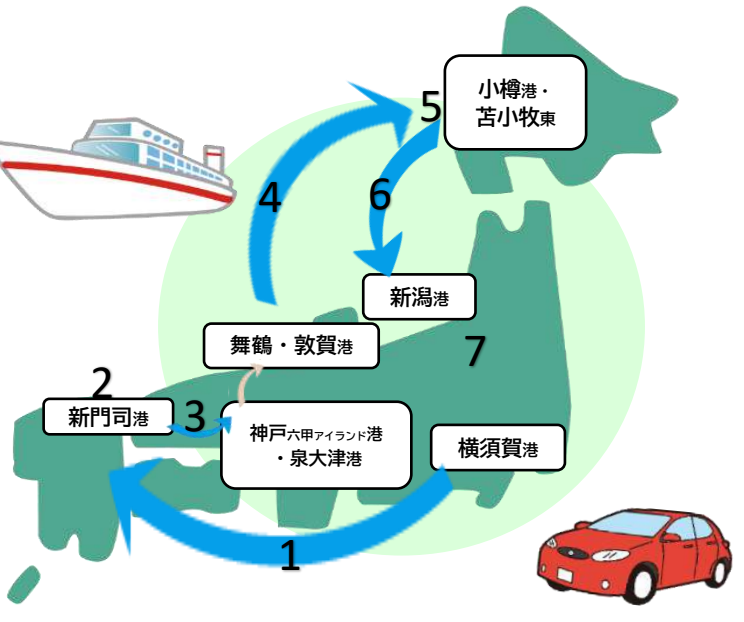 小樽港・
苫小牧東
5
4
6
新潟港
舞鶴・敦賀港
7
2
新門司港
3
神戸六甲アイランド港
・泉大津港
横須賀港
1